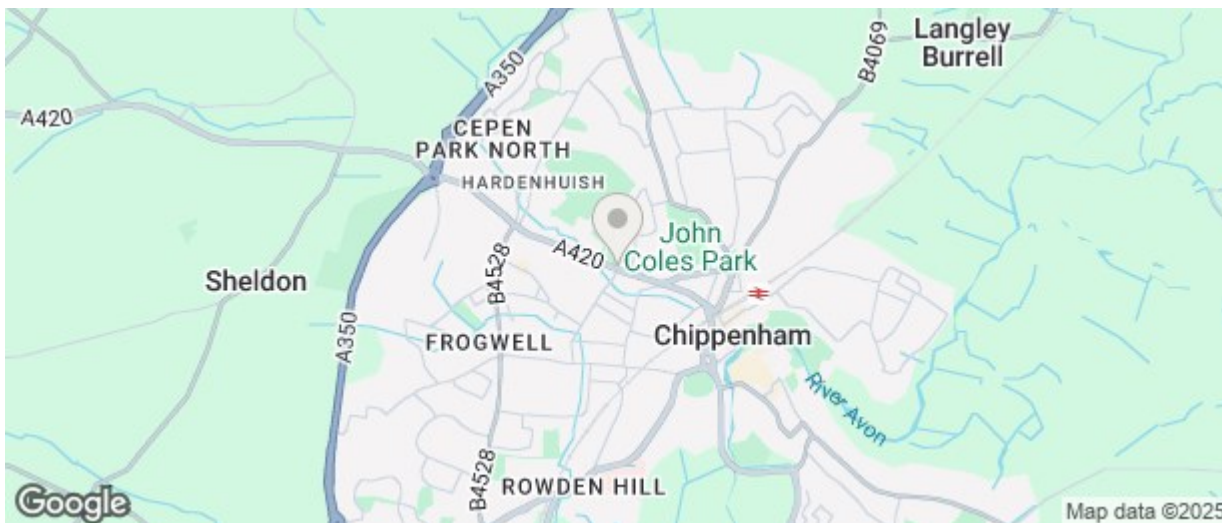 Langley
Burrell
B4069
A350
A420
CEPEN
PARK NORTH
HARDENHUISH
John
Coles Park
A420
B4528
Sheldon
A350
FROGWELL
Chippenham
River Avon
B4528
ROWDEN HILL
Google
Map data ©2025